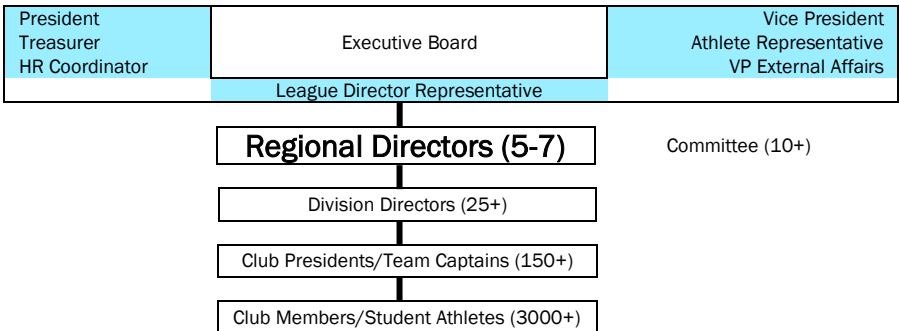 President
Treasurer
HR Coordinator
Executive Board
Vice President
Athlete Representative
VP External Affairs
League Director Representative
Regional Directors (5-7)
Committee (10+)
Division Directors (25+)
Club Presidents/Team Captains (150+)
Club Members/Student Athletes (3000+)